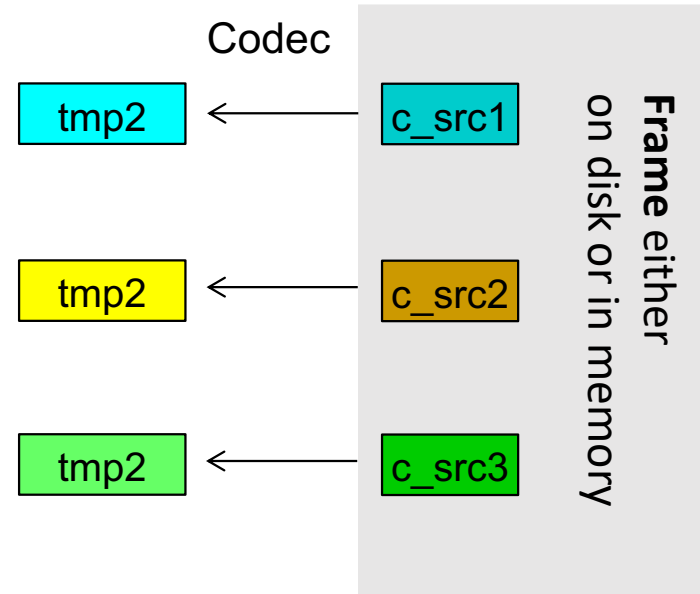 Codec
tmp2
c_src1
tmp2
c_src2
tmp2
c_src3
Frame either
on disk or in memory